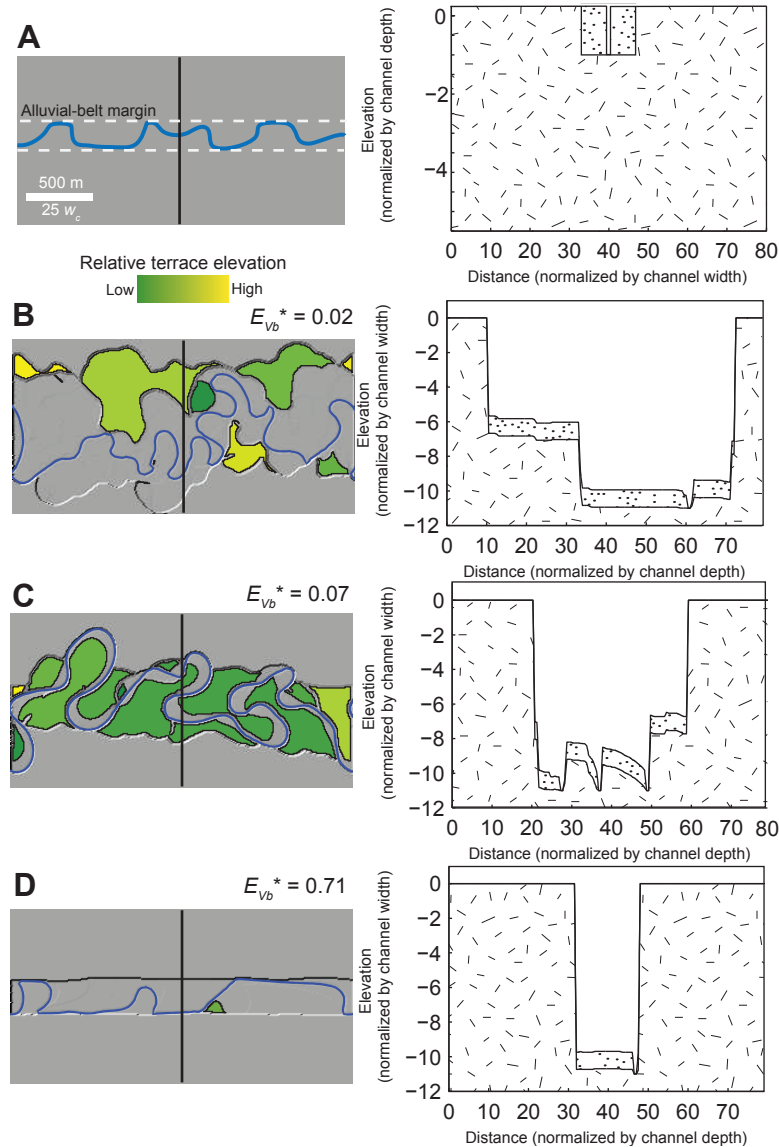 A
Alluvial-belt margin
500 m
25 w_c
Elevation
(normalized by channel depth)
0
−2
−4
0 10 20 30 40 50 60 70 80
Distance (normalized by channel width)
Relative terrace elevation
Low High
B
E_Vb* = 0.02
Elevation
(normalized by channel width)
0
−2
−4
−6
−8
−10
−12
0 10 20 30 40 50 60 70
Distance (normalized by channel depth)
C
E_Vb* = 0.07
Elevation
(normalized by channel width)
0
−2
−4
−6
−8
−10
−12
0 10 20 30 40 50 60 70 80
Distance (normalized by channel depth)
D
E_Vb* = 0.71
Elevation
(normalized by channel width)
0
−2
−4
−6
−8
−10
−12
0 10 20 30 40 50 60 70
Distance (normalized by channel depth)